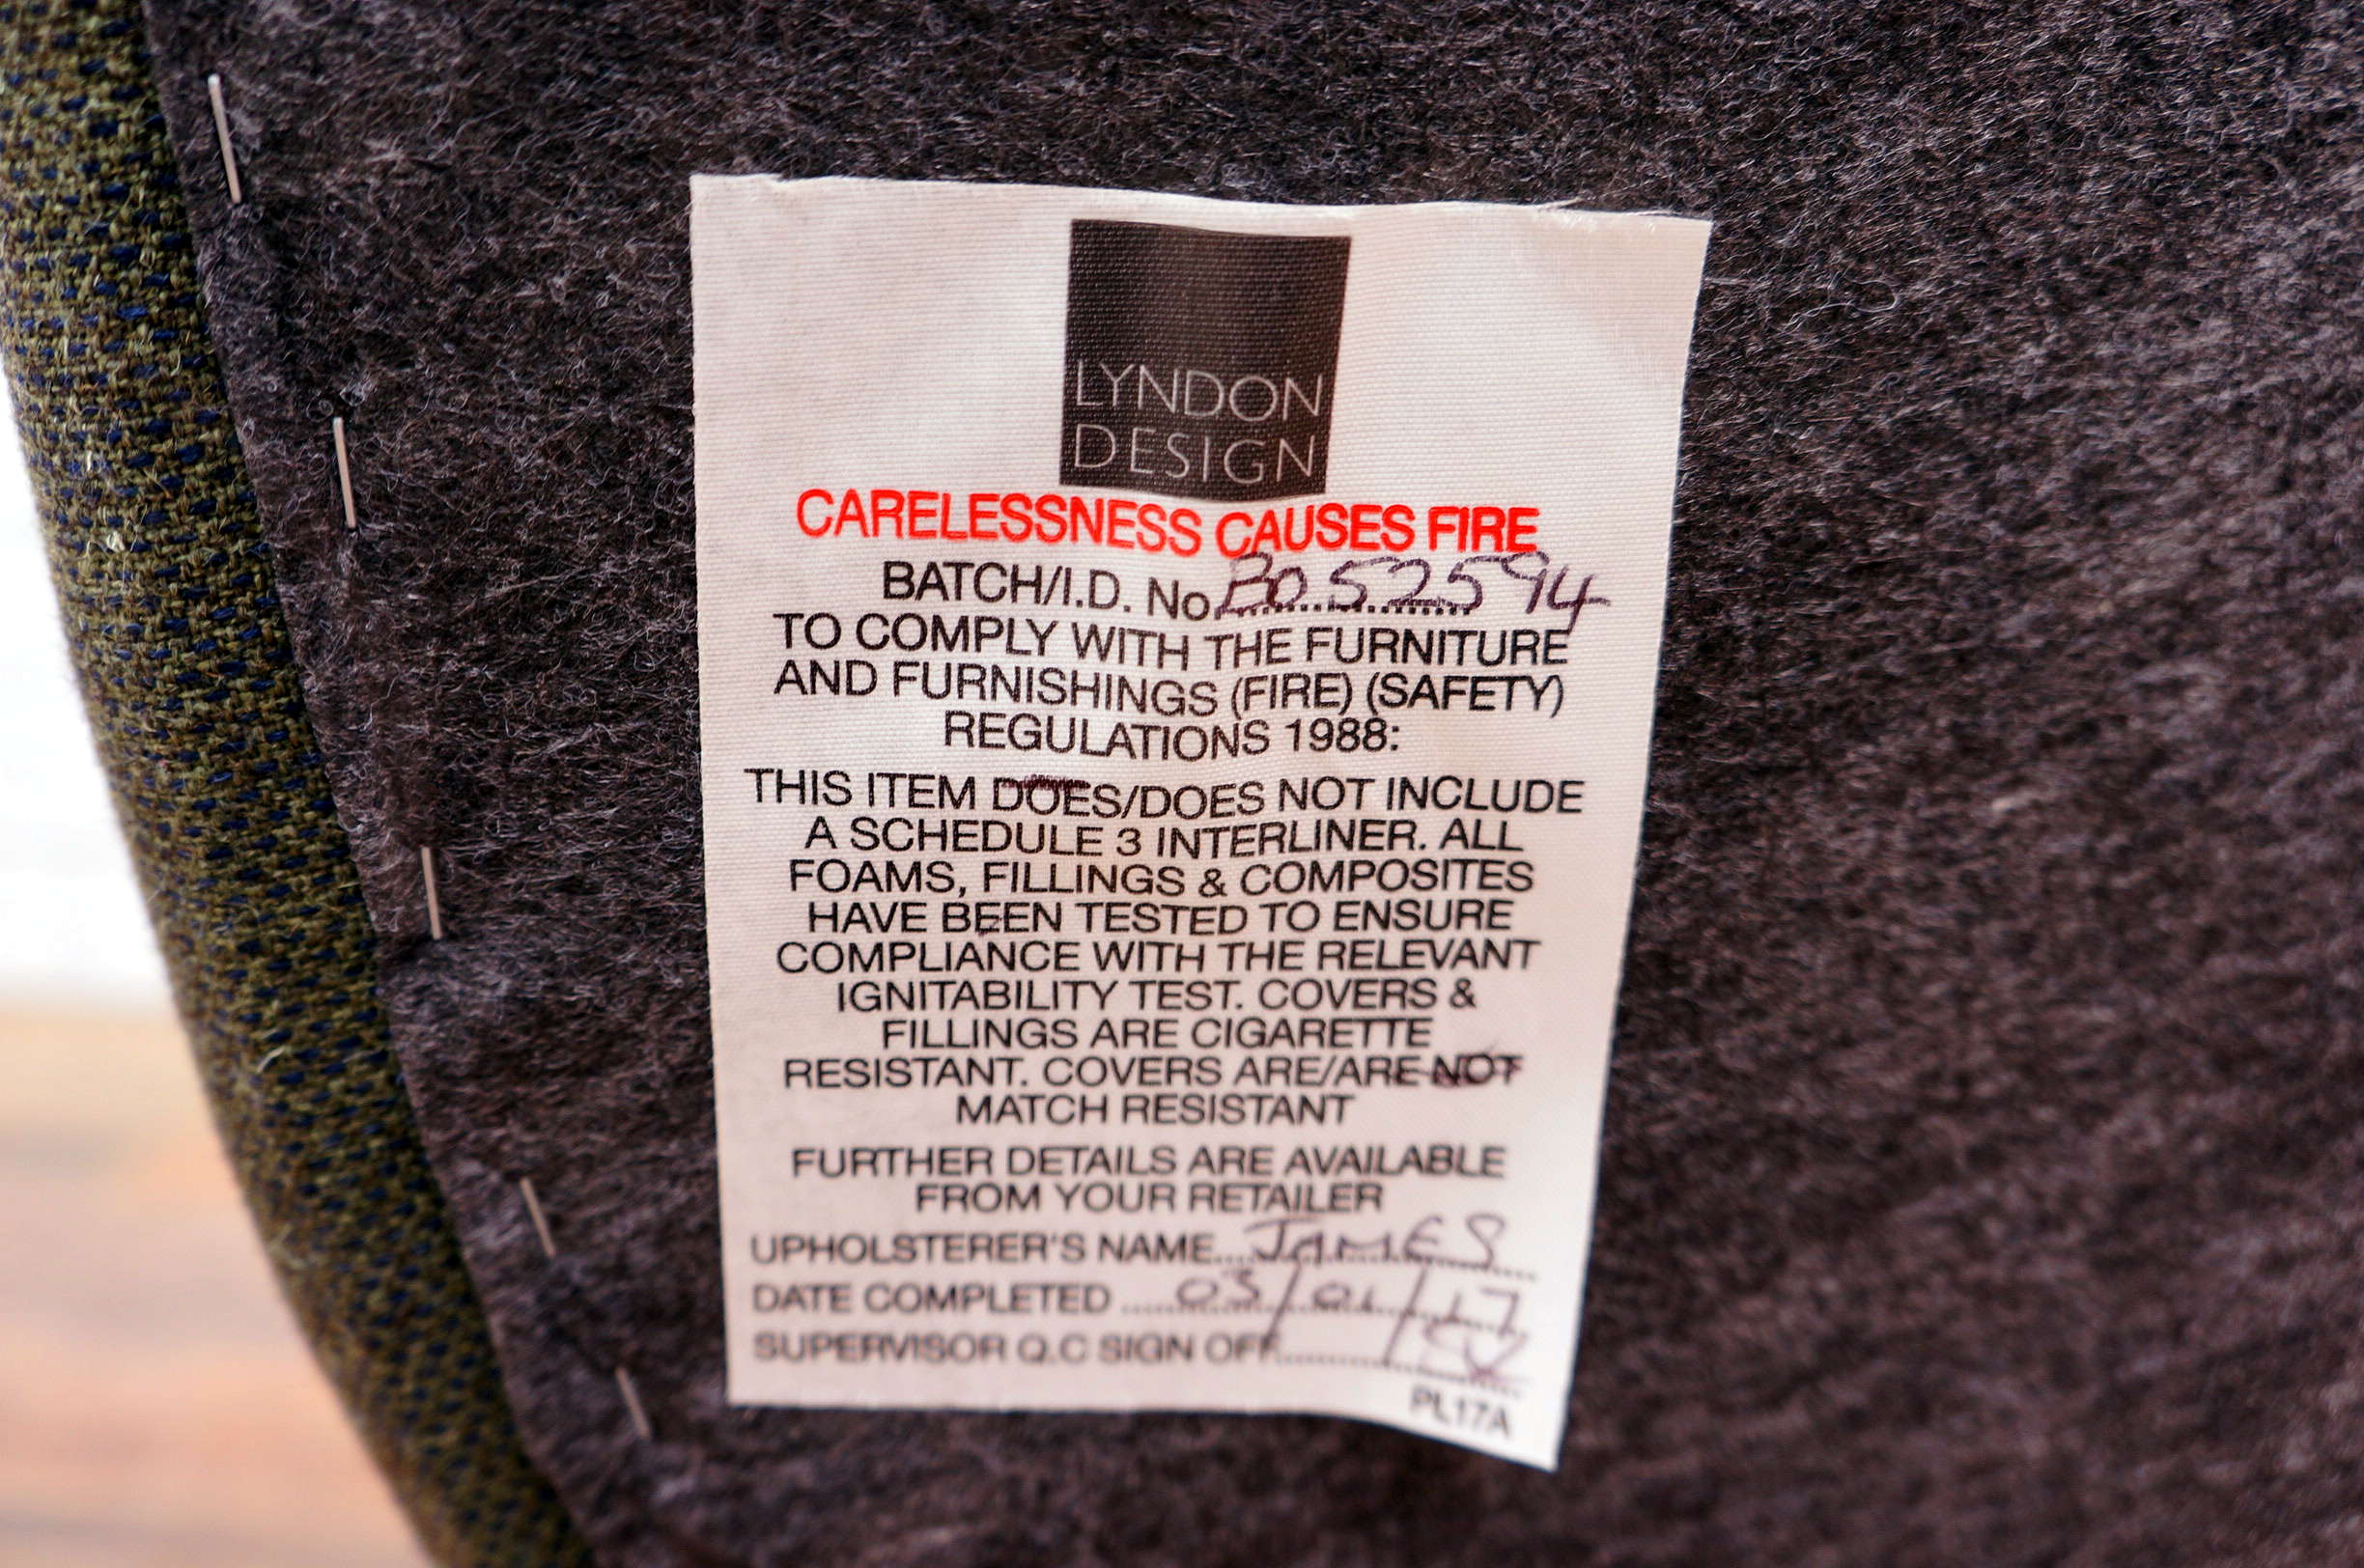 LYNDON
DESIGN
CARELESSNESS CAUSES FIRE
BATCH/I.D. No. B052594
TO COMPLY WITH THE FURNITURE
AND FURNISHINGS (FIRE) (SAFETY)
REGULATIONS 1988:
THIS ITEM DOES/DOES NOT INCLUDE
A SCHEDULE 3 INTERLINER. ALL
FOAMS, FILLINGS & COMPOSITES
HAVE BEEN TESTED TO ENSURE
COMPLIANCE WITH THE RELEVANT
IGNITABILITY TEST. COVERS &
FILLINGS ARE CIGARETTE
RESISTANT. COVERS ARE/ARE NOT
MATCH RESISTANT
FURTHER DETAILS ARE AVAILABLE
FROM YOUR RETAILER
UPHOLSTERER'S NAME JAMES
DATE COMPLETED 03/01/17
SUPERVISOR Q.C SIGN OFF
PL17A